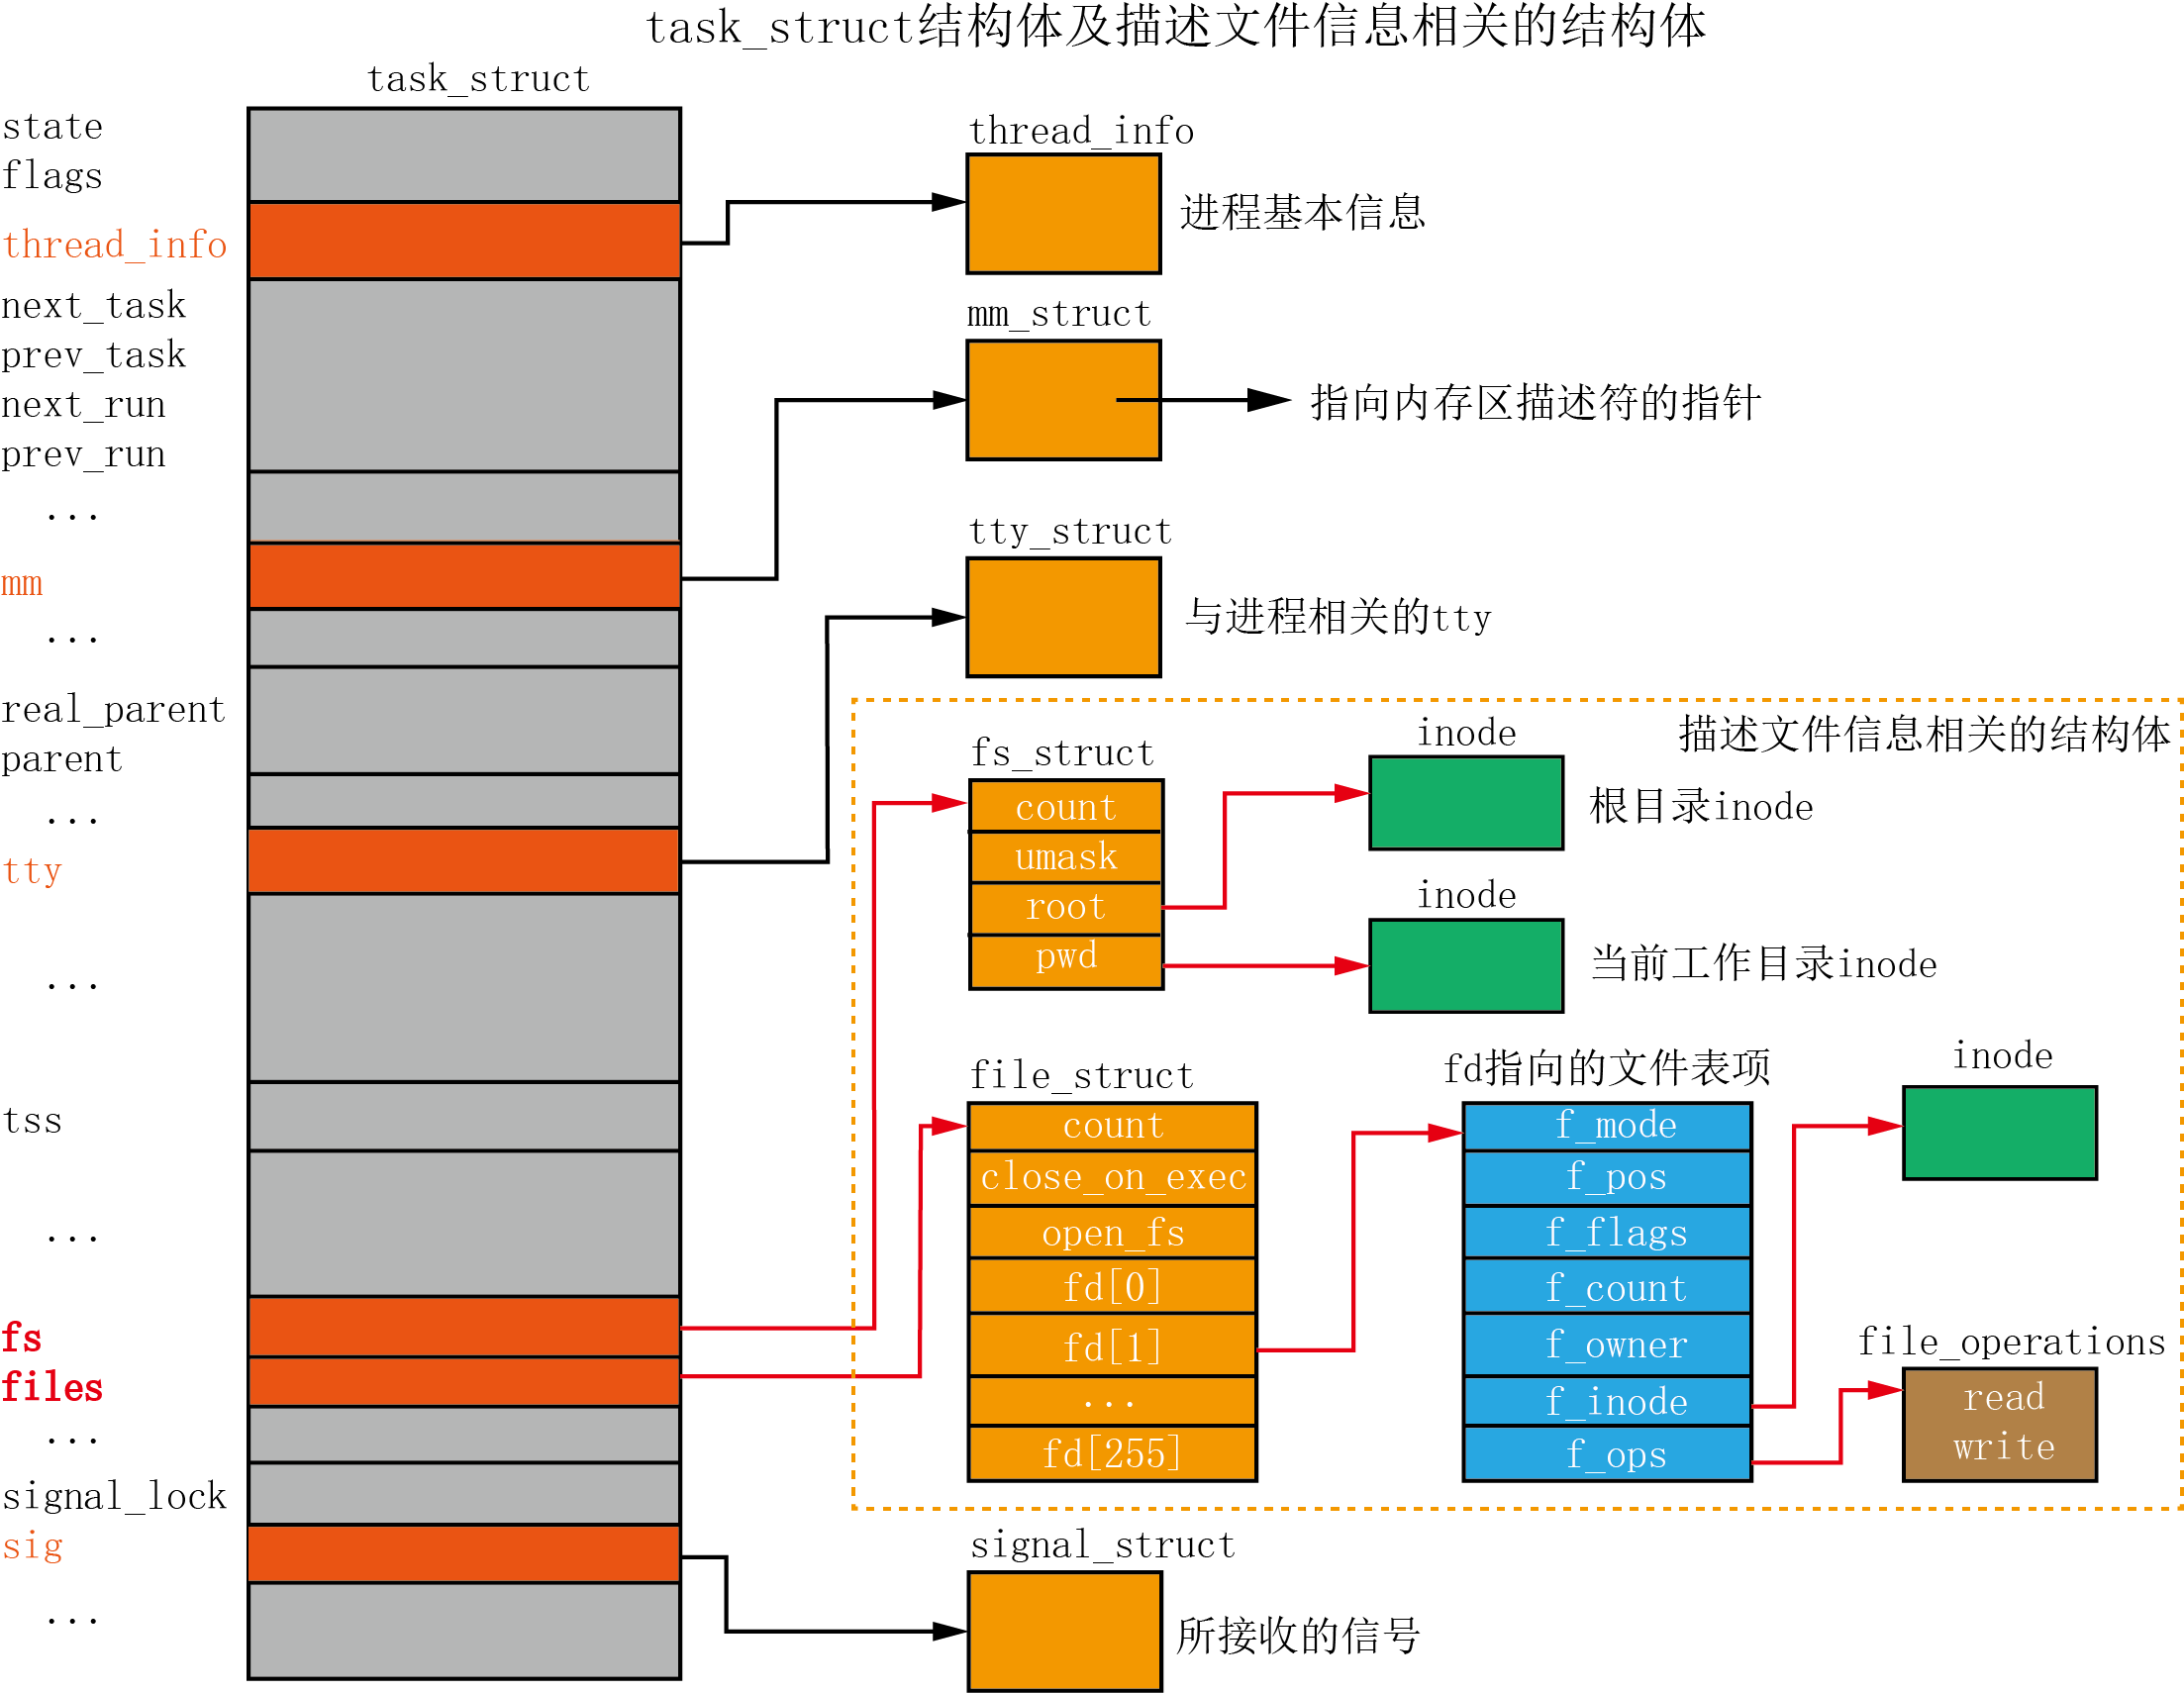 task_struct结构体及描述文件信息相关的结构体
task_struct
state
flags
thread_info
next_task
prev_task
next_run
prev_run
...
mm
...
real_parent
parent
...
tty
...
tss
...
fs
files
...
signal_lock
sig
...
thread_info
进程基本信息
mm_struct
指向内存区描述符的指针
tty_struct
与进程相关的tty
描述文件信息相关的结构体
fs_struct
count
umask
root
pwd
inode
根目录inode
inode
当前工作目录inode
file_struct
count
close_on_exec
open_fs
fd[0]
fd[1]
...
fd[255]
fd指向的文件表项
f_mode
f_pos
f_flags
f_count
f_owner
f_inode
f_ops
inode
file_operations
read
write
signal_struct
所接收的信号